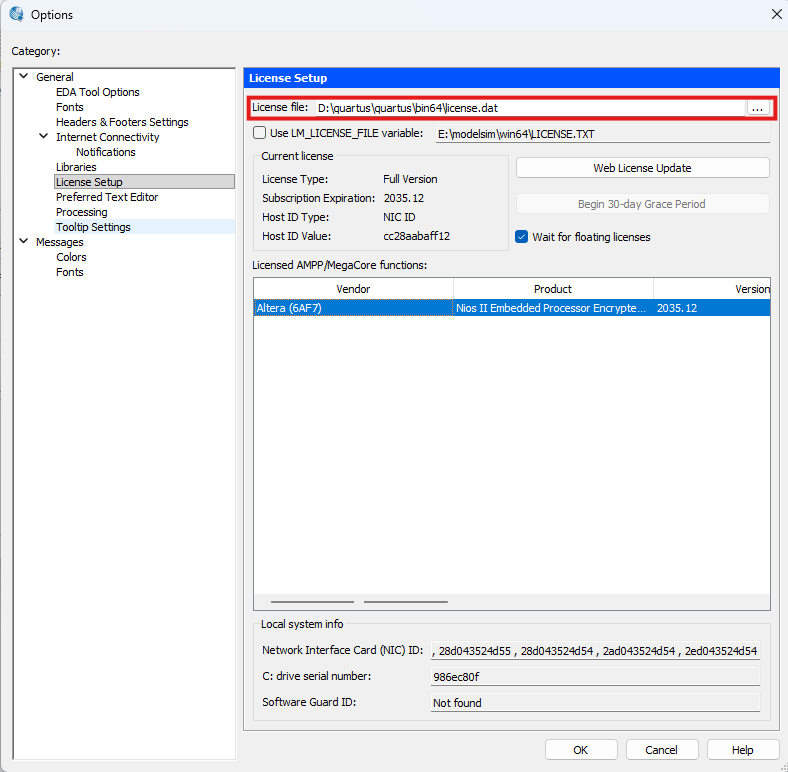 Options
Category:
General
EDA Tool Options
Fonts
Headers & Footers Settings
Internet Connectivity
Notifications
Libraries
License Setup
Preferred Text Editor
Processing
Tooltip Settings
Messages
Colors
Fonts
License Setup
License file: D:\quartus\quartus\bin64\license.dat ...
Use LM_LICENSE_FILE variable: E:\modelsim\win64\LICENSE.TXT
Current license
License Type: Full Version
Subscription Expiration: 2035.12
Host ID Type: NIC ID
Host ID Value: cc28aabaff12
Web License Update
Begin 30-day Grace Period
Wait for floating licenses
Licensed AMPP/MegaCore functions:
Vendor Product Version
Altera (6AF7) Nios II Embedded Processor Encrypte... 2035.12
Local system info
Network Interface Card (NIC) ID: , 28d043524d55 , 28d043524d54 , 2ad043524d54 , 2ed043524d54
C: drive serial number: 986ec80f
Software Guard ID: Not found
OK Cancel Help